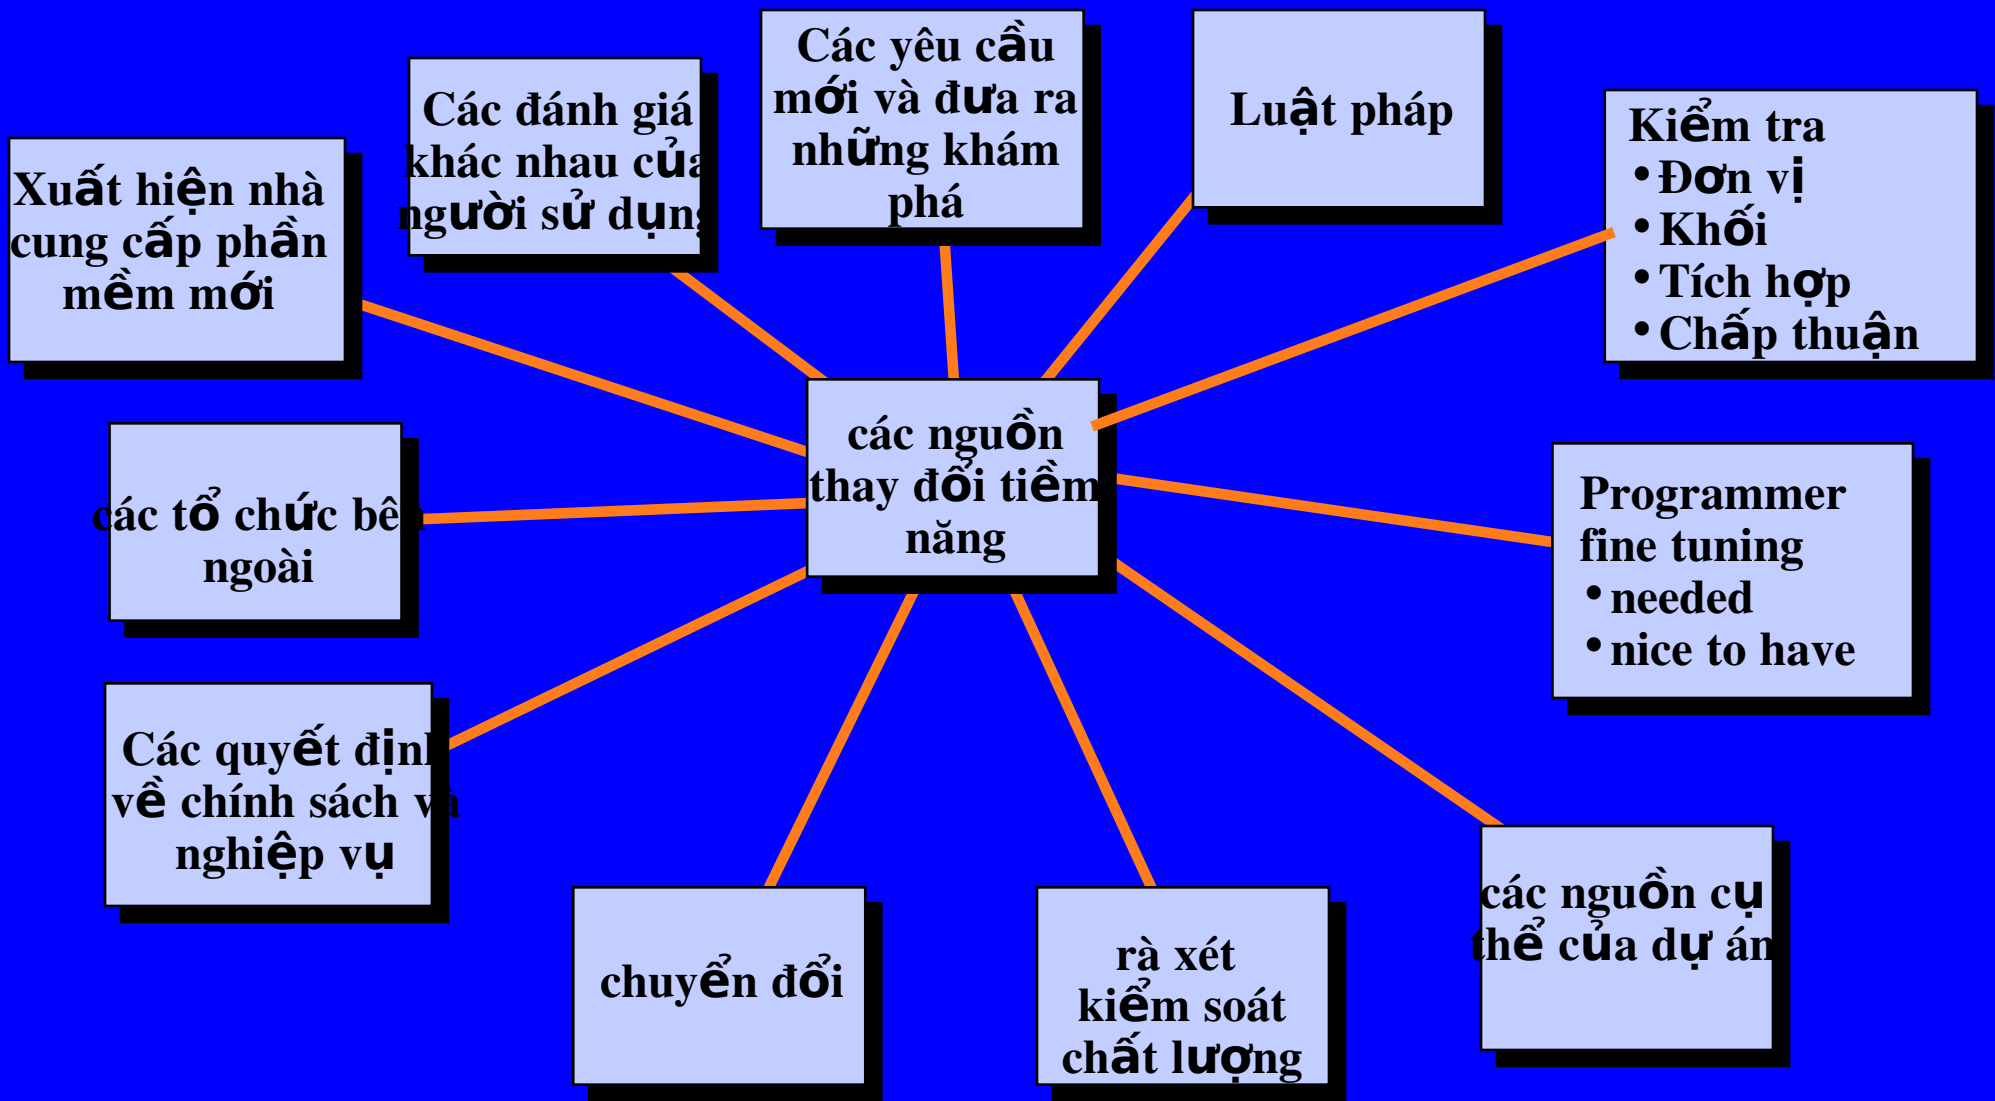 Xuất hiện nhà
cung cấp phần
mềm mới
Các đánh giá
khác nhau của
người sử dụng
Các yêu cầu
mới và đưa ra
những khám
phá
Luật pháp
Kiểm tra
•Đơn vị
•Khối
•Tích hợp
•Chấp thuận
các nguồn
thay đổi tiềm
năng
các tổ chức bên
ngoài
Programmer
fine tuning
•needed
•nice to have
Các quyết định
về chính sách và
nghiệp vụ
chuyển đổi
rà xét
kiểm soát
chất lượng
các nguồn cụ
thể của dự án